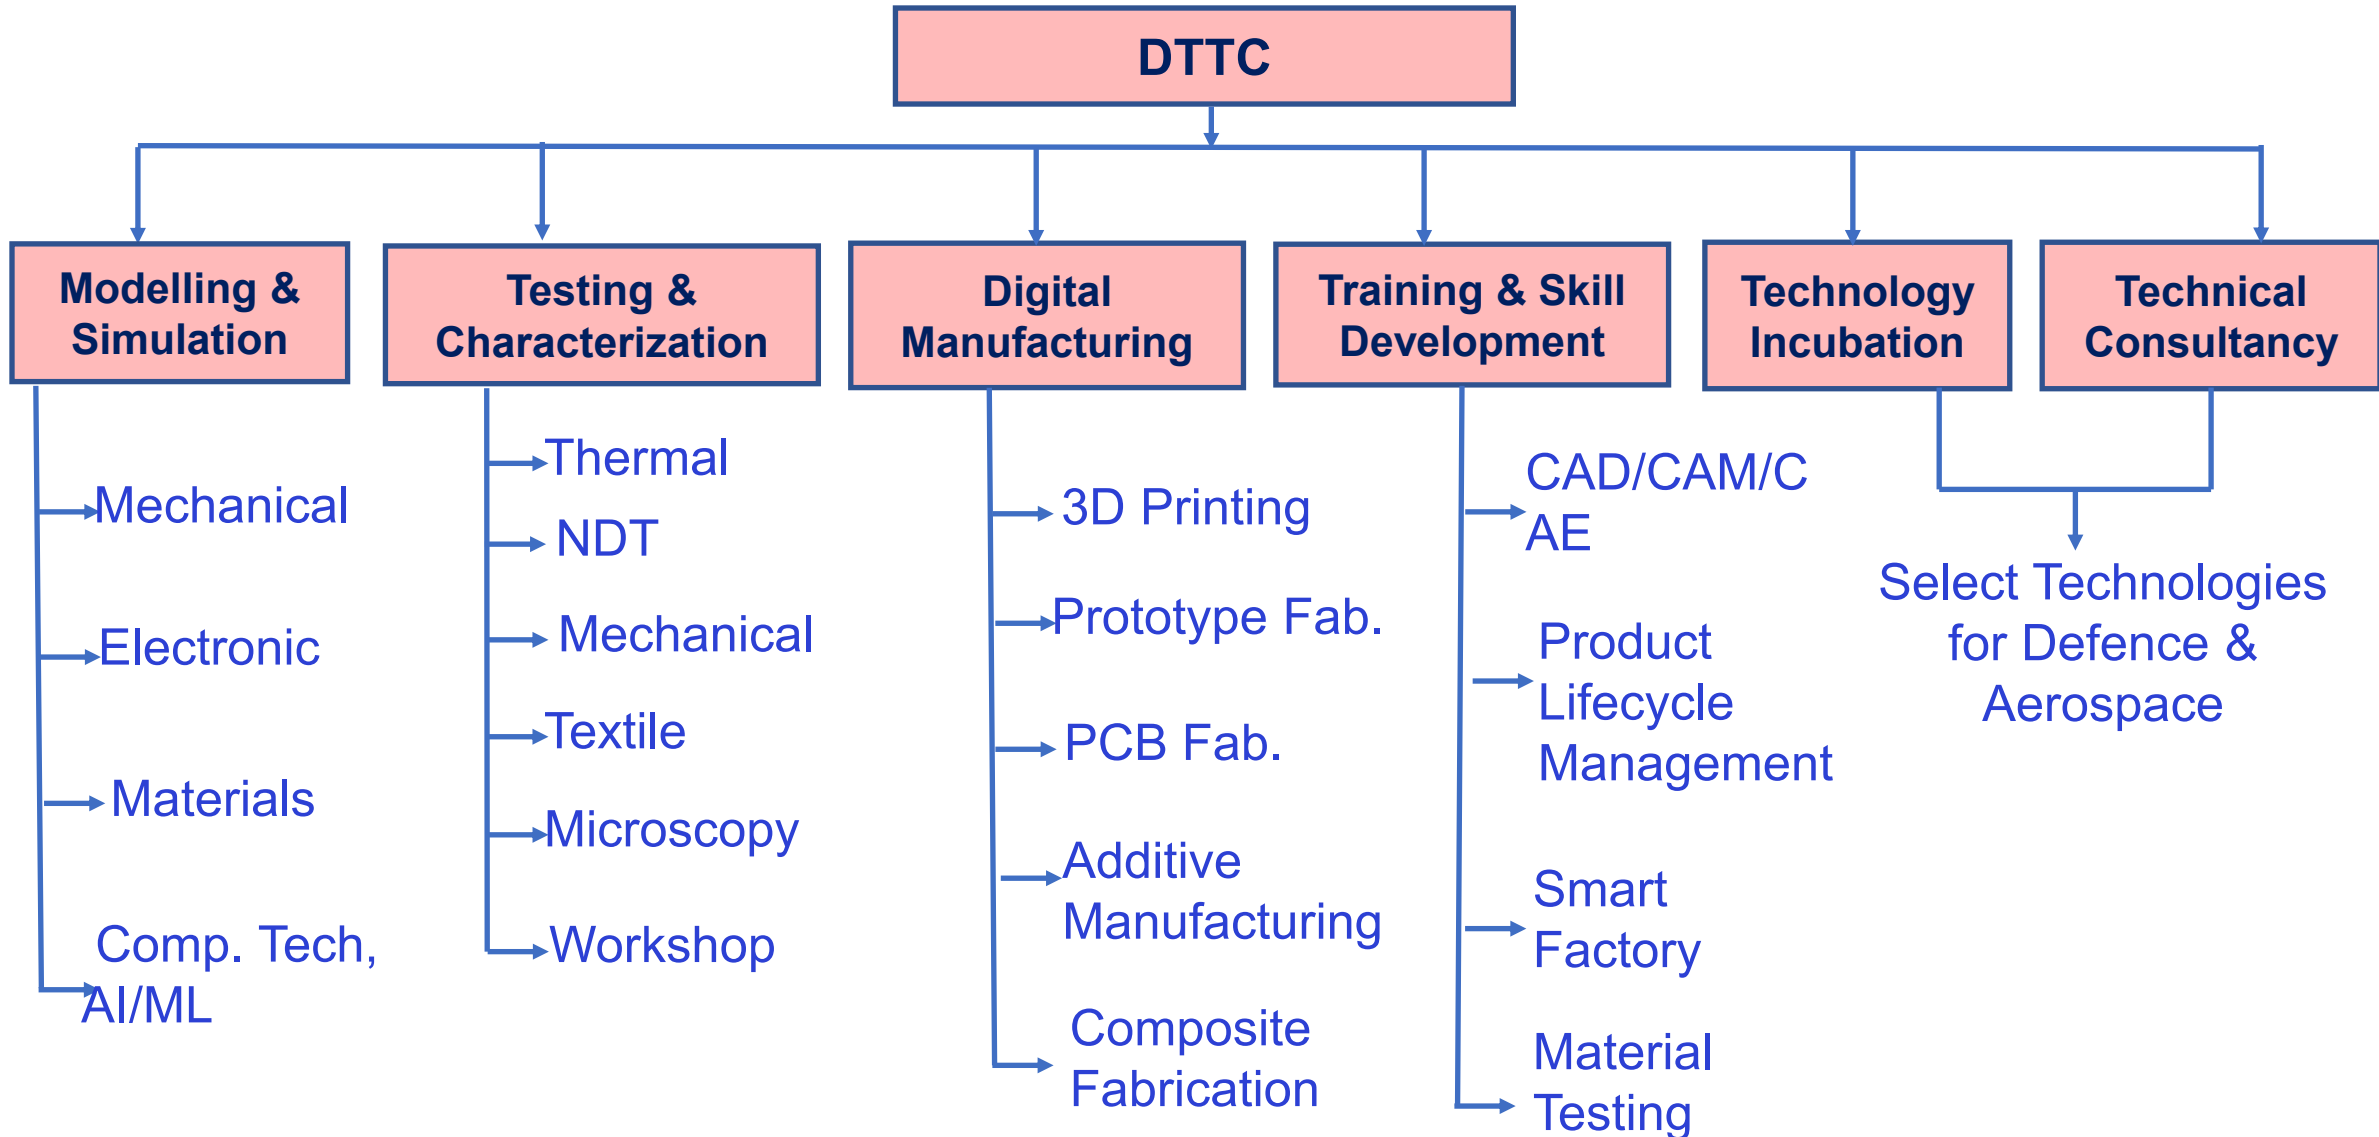 DTTC
Modelling &
Simulation
Mechanical
Electronic
Materials
Comp. Tech,
AI/ML
Testing &
Characterization
Thermal
NDT
Mechanical
Textile
Microscopy
Workshop
Digital
Manufacturing
3D Printing
Prototype Fab.
PCB Fab.
Additive
Manufacturing
Composite
Fabrication
Training & Skill
Development
CAD/CAM/C
AE
Product
Lifecycle
Management
Smart
Factory
Material
Testing
Technology
Incubation
Technical
Consultancy
Select Technologies
for Defence &
Aerospace